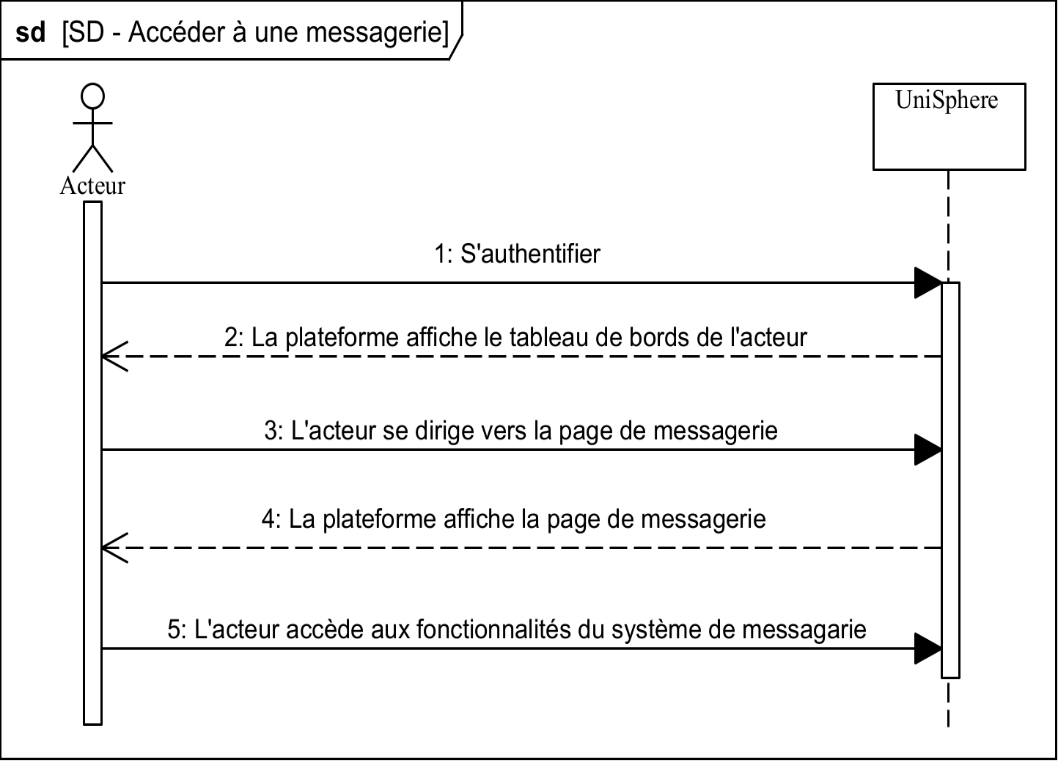 sd [SD - Accéder à une messagerie]
UniSphere
Acteur
1: S'authentifier
2: La plateforme affiche le tableau de bords de l'acteur
3: L'acteur se dirige vers la page de messagerie
4: La plateforme affiche la page de messagerie
5: L'acteur accède aux fonctionnalités du système de messagarie